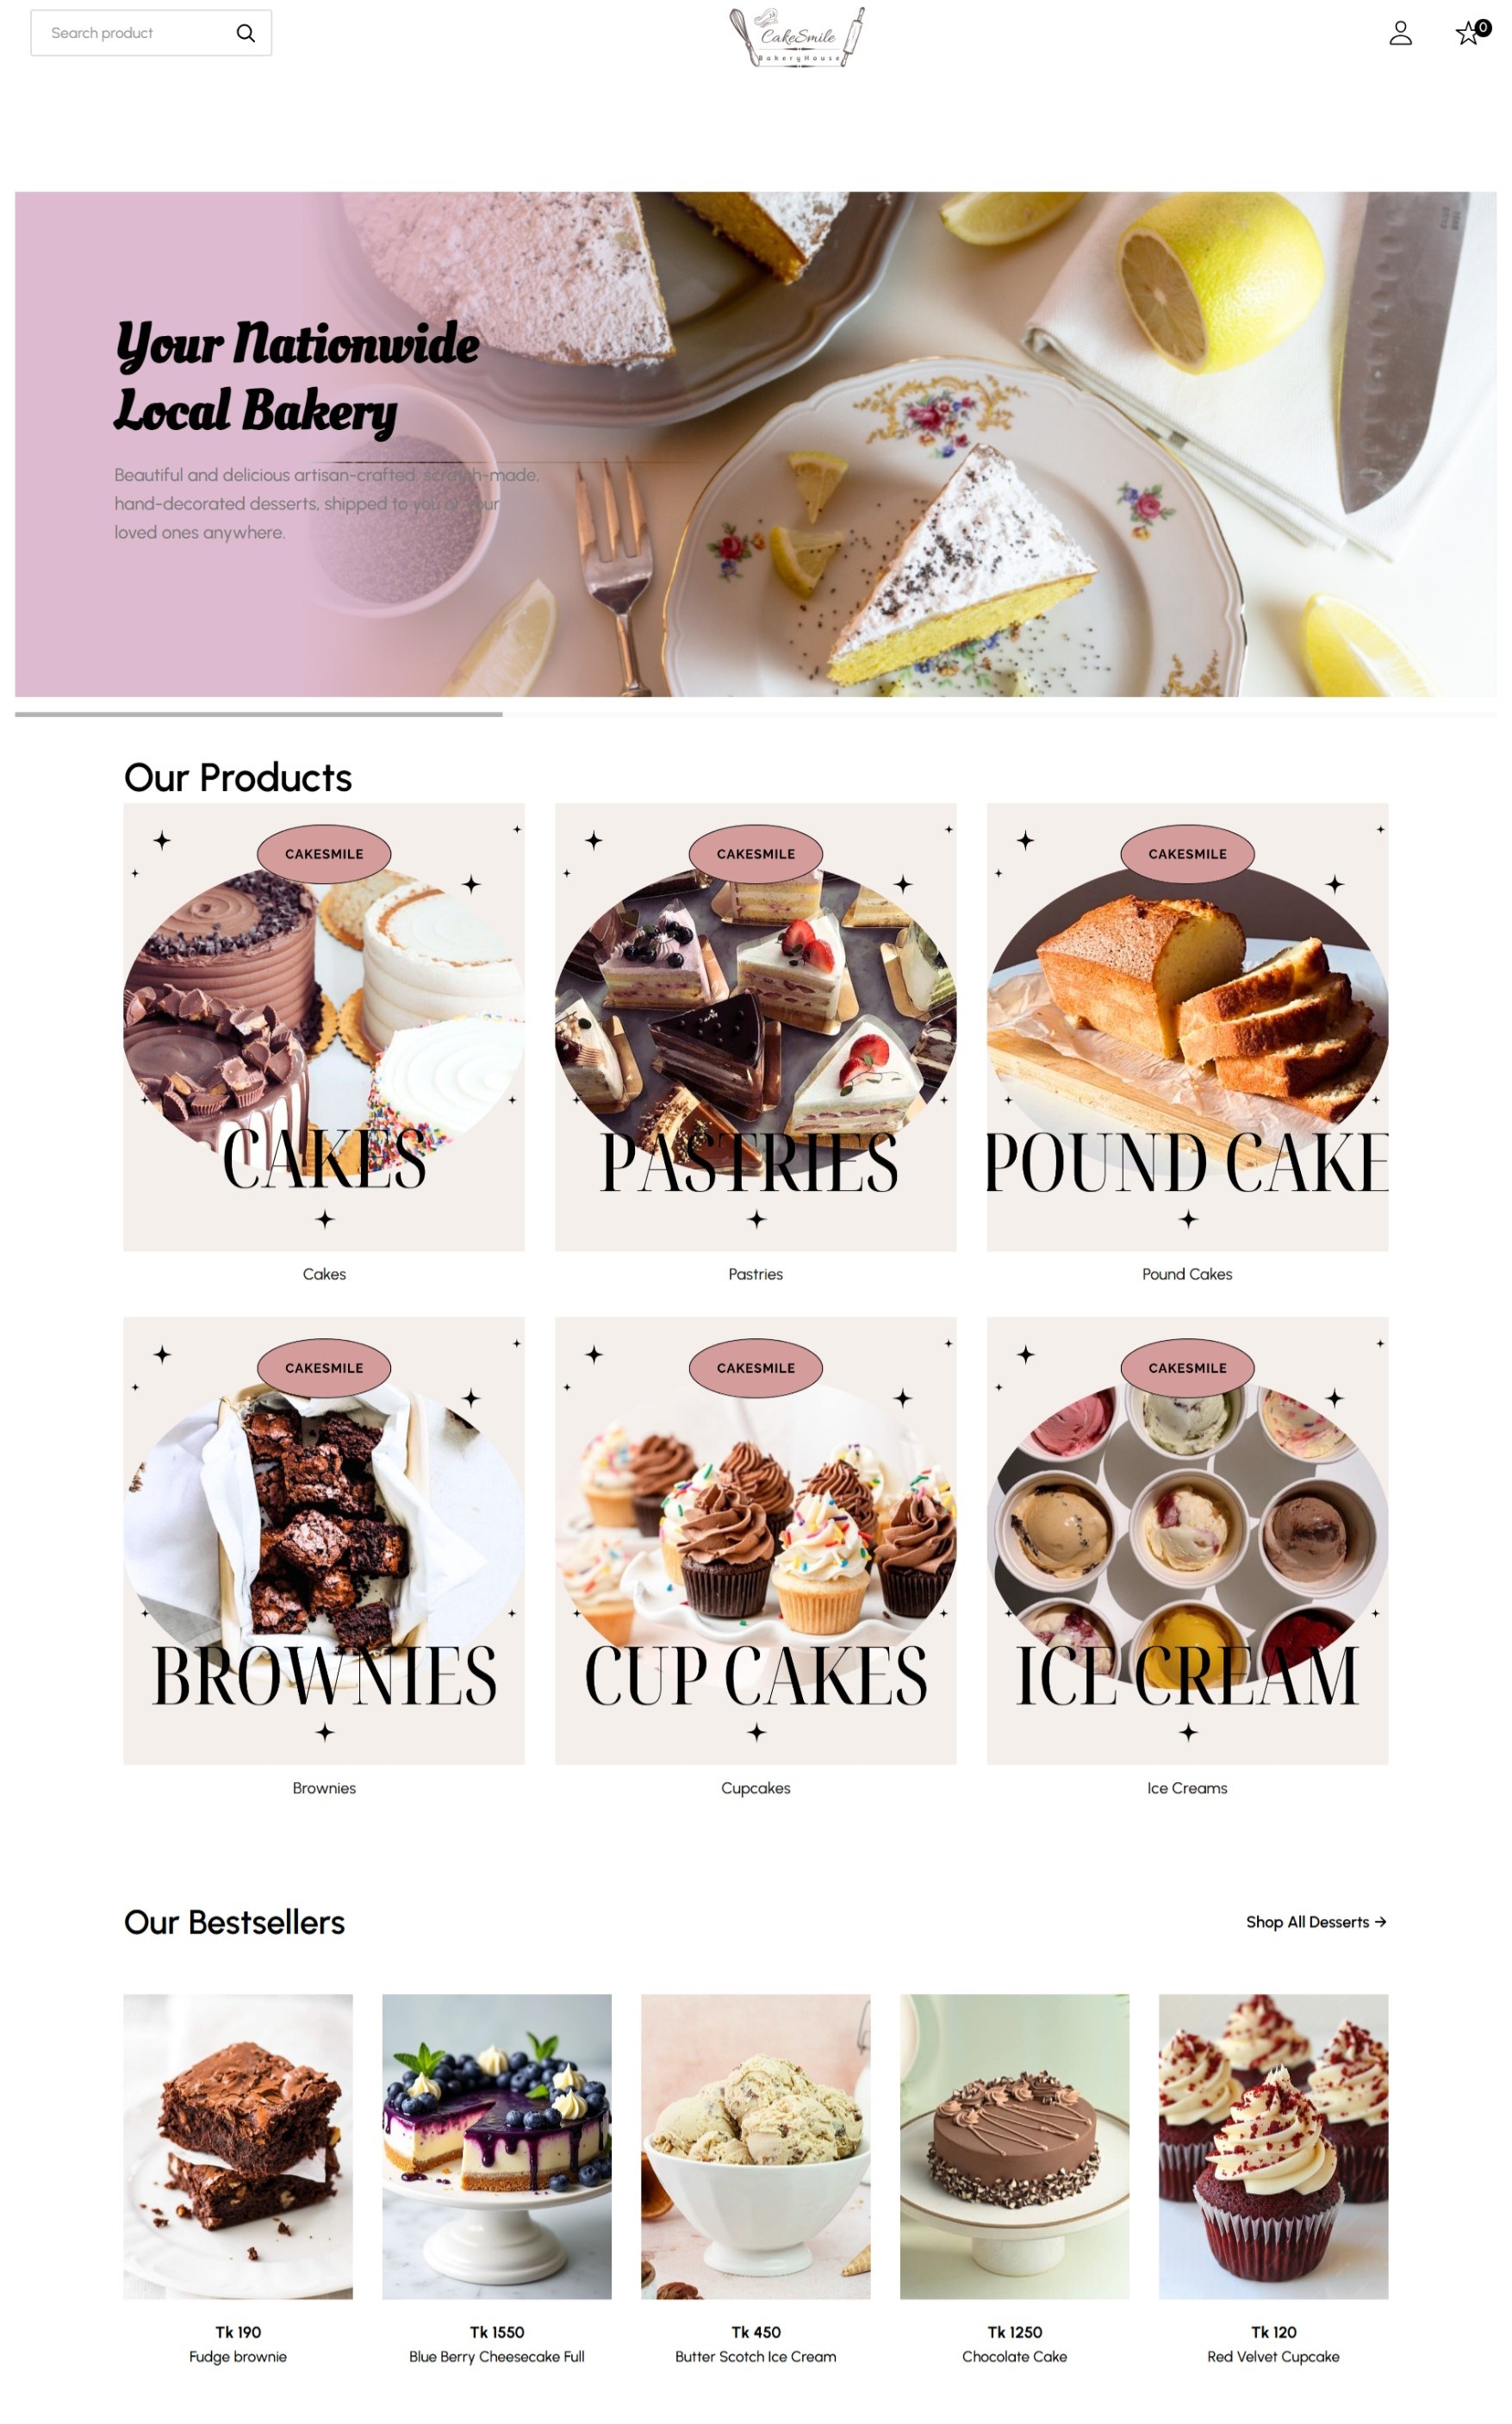 Search product
CakeSmile
BakeryHouse
0
Your Nationwide
Local Bakery
Beautiful and delicious artisan-crafted, scratch-made,
hand-decorated desserts, shipped to you or your
loved ones anywhere.
Our Products
CAKESMILE
CAKES
Cakes
CAKESMILE
PASTRIES
Pastries
CAKESMILE
POUND CAKE
Pound Cakes
CAKESMILE
BROWNIES
Brownies
CAKESMILE
CUP CAKES
Cupcakes
CAKESMILE
ICE CREAM
Ice Creams
Our Bestsellers
Shop All Desserts →
Tk 190
Fudge brownie
Tk 1550
Blue Berry Cheesecake Full
Tk 450
Butter Scotch Ice Cream
Tk 1250
Chocolate Cake
Tk 120
Red Velvet Cupcake